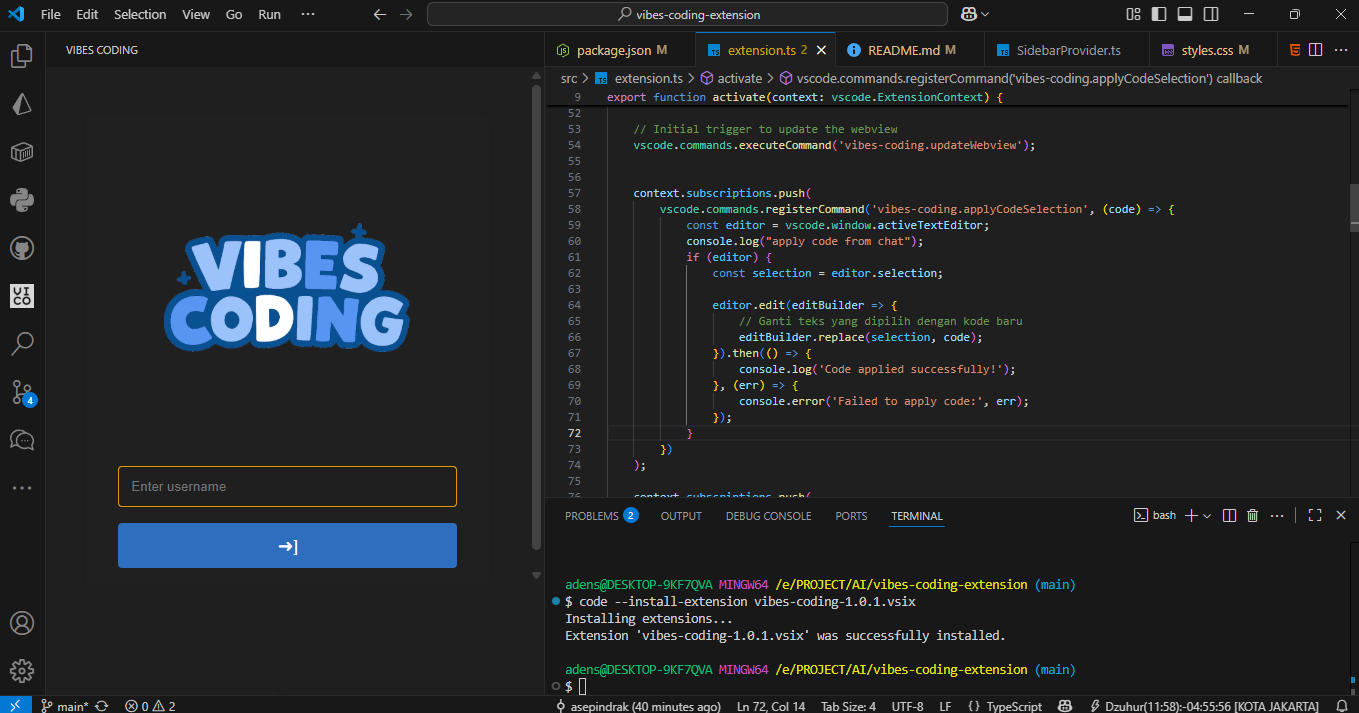 File Edit Selection View Go Run ··· vibes-coding-extension
VIBES CODING
VIBES
CODING
Enter username
VI
CO
4
package.json M extension.ts 2 README.md M SidebarProvider.ts styles.css M
src > extension.ts > activate > vscode.commands.registerCommand('vibes-coding.applyCodeSelection') callback
9 export function activate(context: vscode.ExtensionContext) {
52
53 // Initial trigger to update the webview
54 vscode.commands.executeCommand('vibes-coding.updateWebview');
55
56
57 context.subscriptions.push(
58 vscode.commands.registerCommand('vibes-coding.applyCodeSelection', (code) => {
59 const editor = vscode.window.activeTextEditor;
60 console.log("apply code from chat");
61 if (editor) {
62 const selection = editor.selection;
63
64 editor.edit(editBuilder => {
65 // Ganti teks yang dipilih dengan kode baru
66 editBuilder.replace(selection, code);
67 }).then(() => {
68 console.log('Code applied successfully!');
69 }, (err) => {
70 console.error('Failed to apply code:', err);
71 });
72 }
73 })
74 );
75
76 context.subscriptions.push(
PROBLEMS 2 OUTPUT DEBUG CONSOLE PORTS TERMINAL bash
adens@DESKTOP-9KF7QVA MINGW64 /e/PROJECT/AI/vibes-coding-extension (main)
$ code --install-extension vibes-coding-1.0.1.vsix
Installing extensions...
Extension 'vibes-coding-1.0.1.vsix' was successfully installed.
adens@DESKTOP-9KF7QVA MINGW64 /e/PROJECT/AI/vibes-coding-extension (main)
$
main* 0 2 asepindrak (40 minutes ago) Ln 72, Col 14 Tab Size: 4 UTF-8 LF {} TypeScript Dzuhur(11:58):-04:55:56 [KOTA JAKARTA]